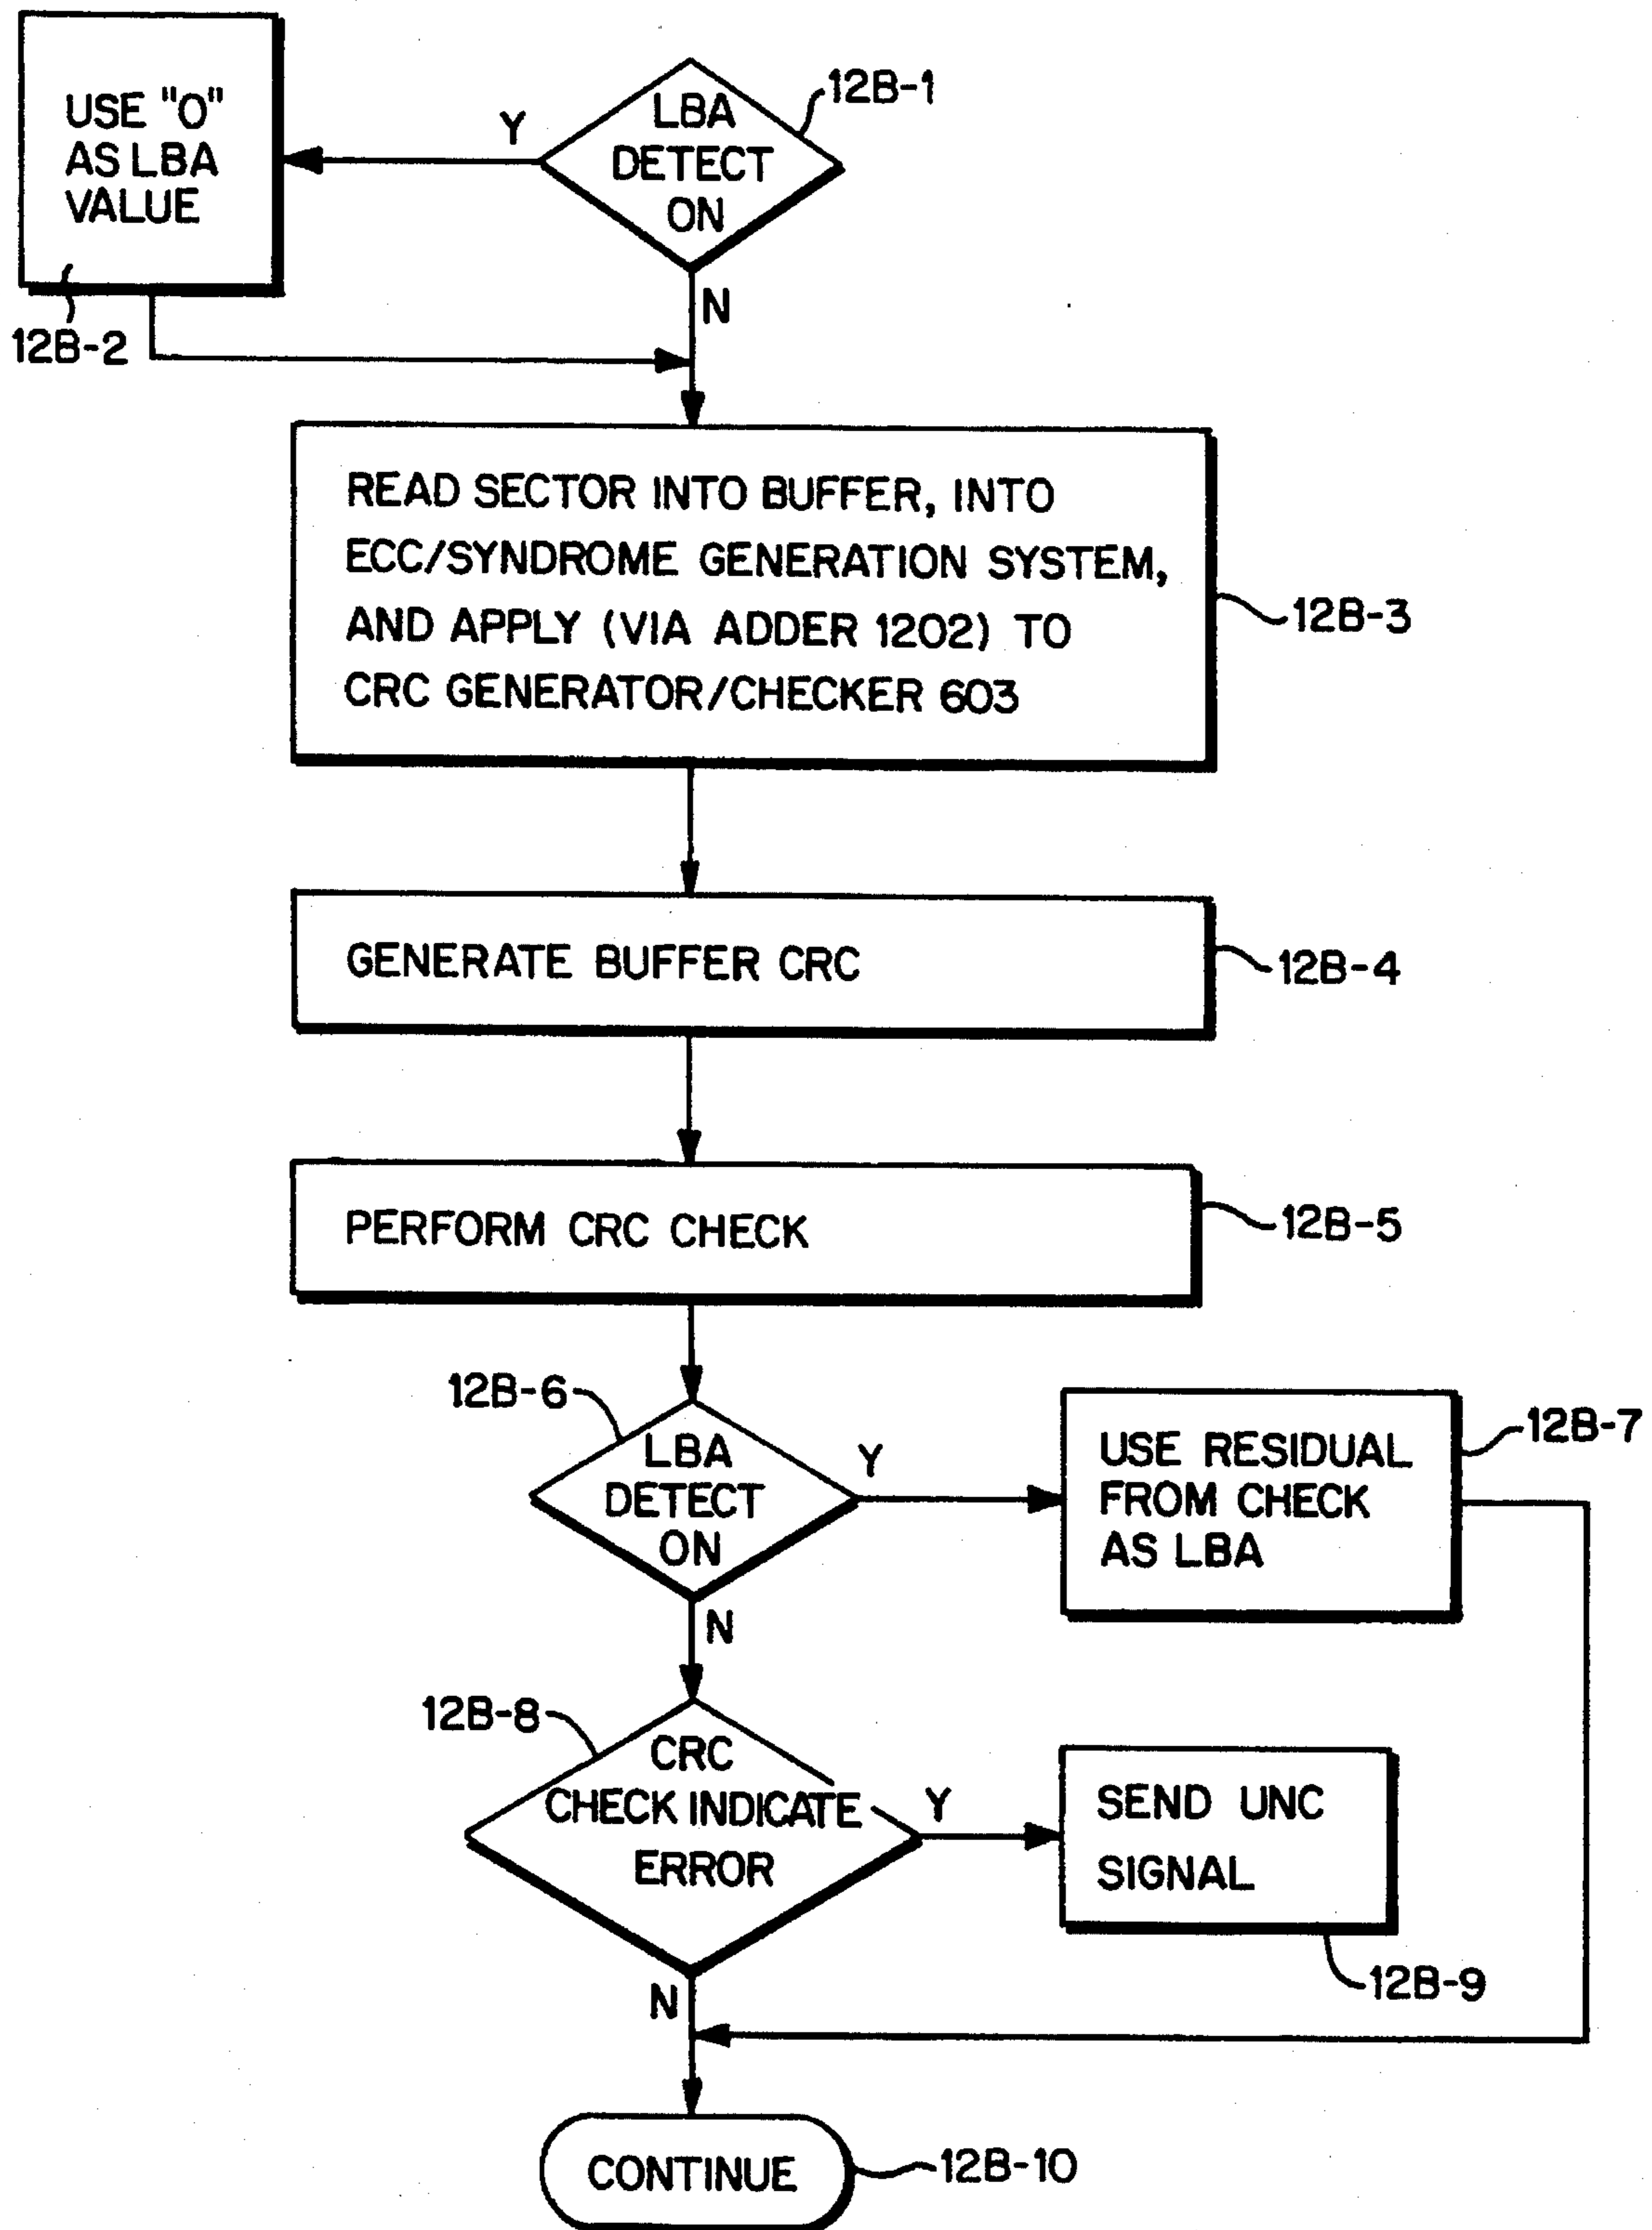 USE "0"
AS LBA
VALUE
12B-2
LBA
DETECT
ON
12B-1
Y
N
READ SECTOR INTO BUFFER, INTO
ECC/SYNDROME GENERATION SYSTEM,
AND APPLY (VIA ADDER 1202) TO
CRC GENERATOR/CHECKER 603
12B-3
GENERATE BUFFER CRC
12B-4
PERFORM CRC CHECK
12B-5
12B-6
LBA
DETECT
ON
Y
N
USE RESIDUAL
FROM CHECK
AS LBA
12B-7
12B-8
CRC
CHECK INDICATE
ERROR
Y
N
SEND UNC
SIGNAL
12B-9
CONTINUE
12B-10